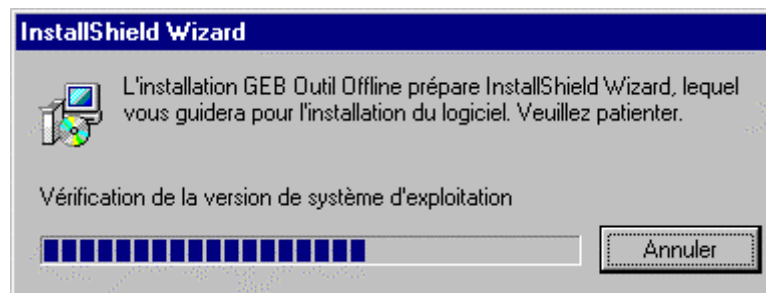 InstallShield Wizard
L'installation GEB Outil Offline prépare InstallShield Wizard, lequel
vous guidera pour l'installation du logiciel. Veuillez patienter.
Vérification de la version de système d'exploitation
Annuler